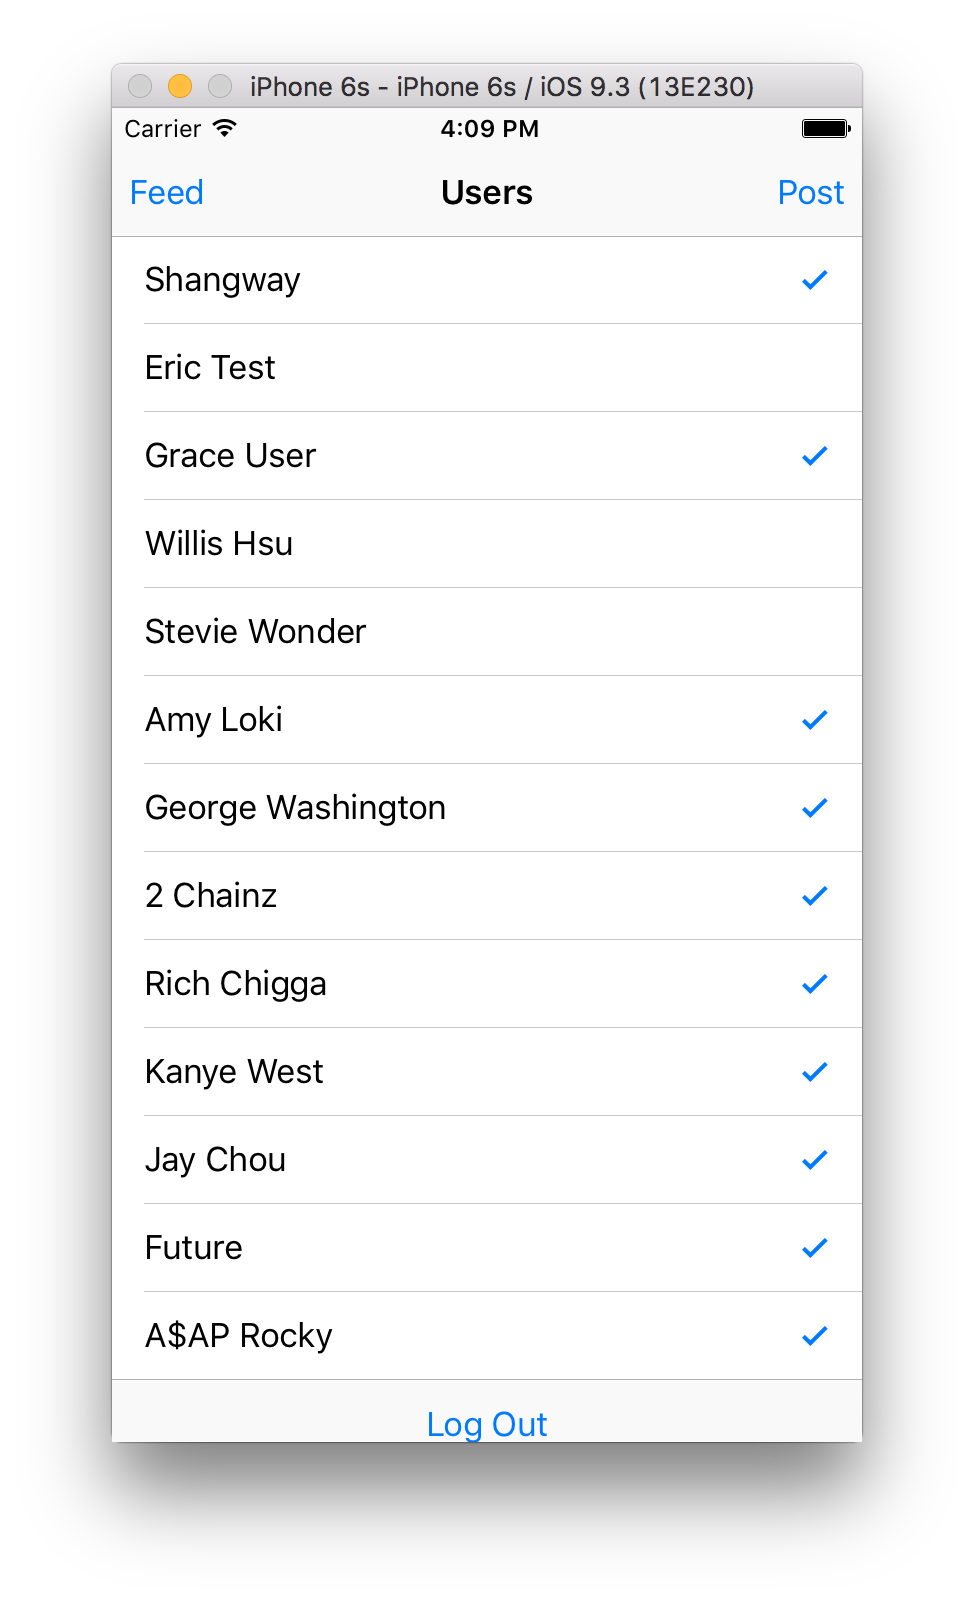 iPhone 6s - iPhone 6s / iOS 9.3 (13E230)
Carrier 4:09 PM
Feed Users Post
Shangway
Eric Test
Grace User
Willis Hsu
Stevie Wonder
Amy Loki
George Washington
2 Chainz
Rich Chigga
Kanye West
Jay Chou
Future
A$AP Rocky
Log Out